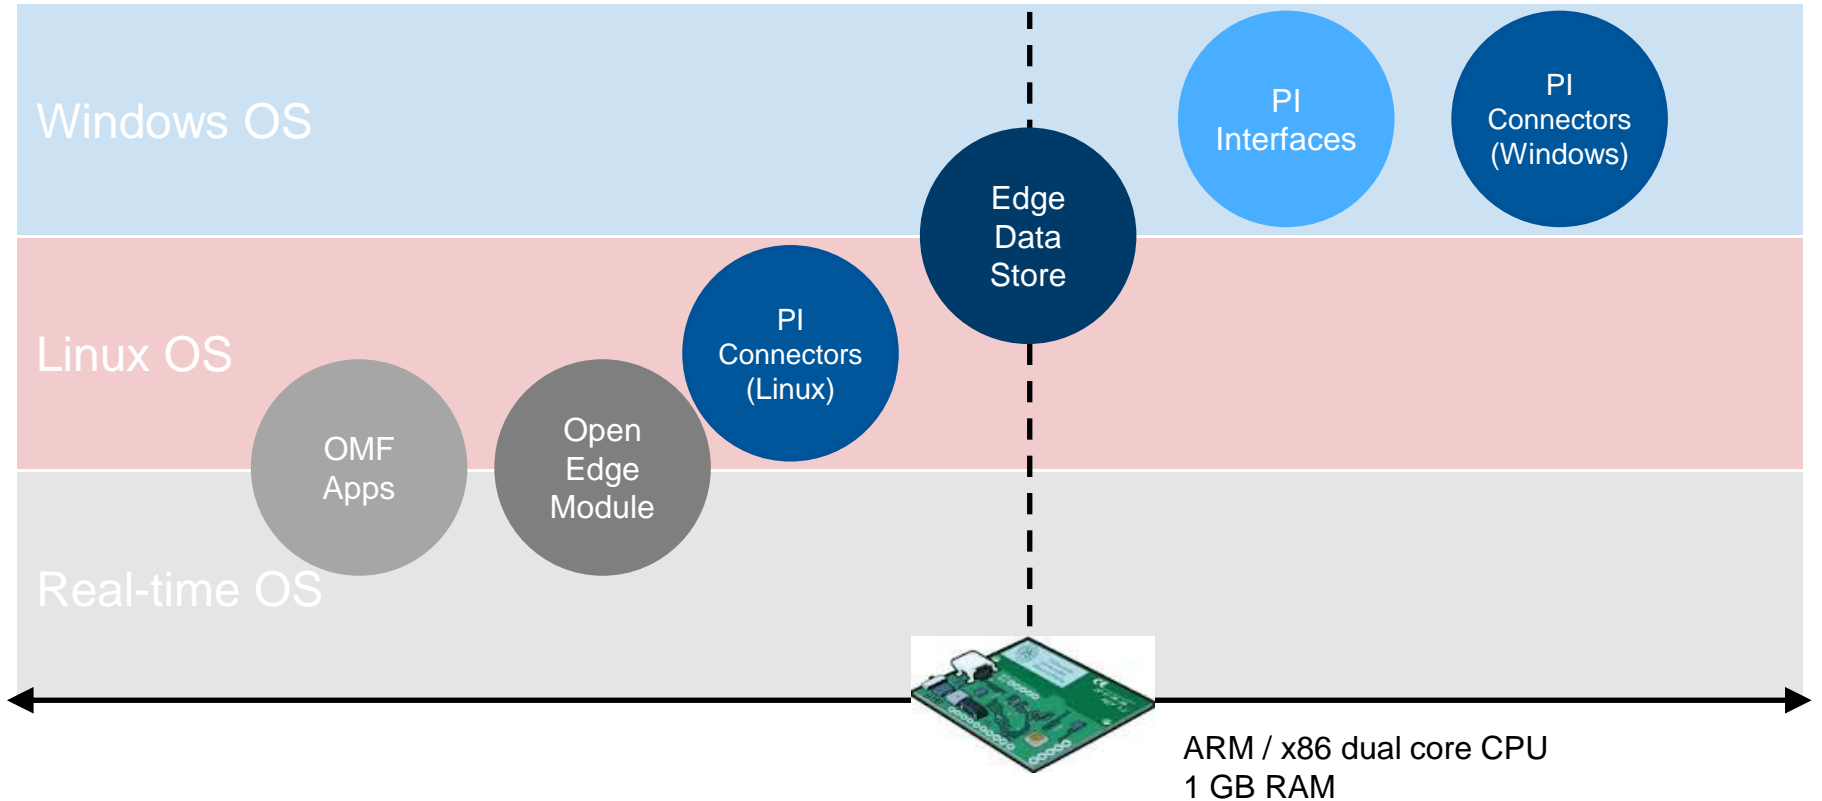 Windows OS
PI
Interfaces
PI
Connectors
(Windows)
Edge
Data
Store
Linux OS
PI
Connectors
(Linux)
OMF
Apps
Open
Edge
Module
Real-time OS
ARM / x86 dual core CPU
1 GB RAM